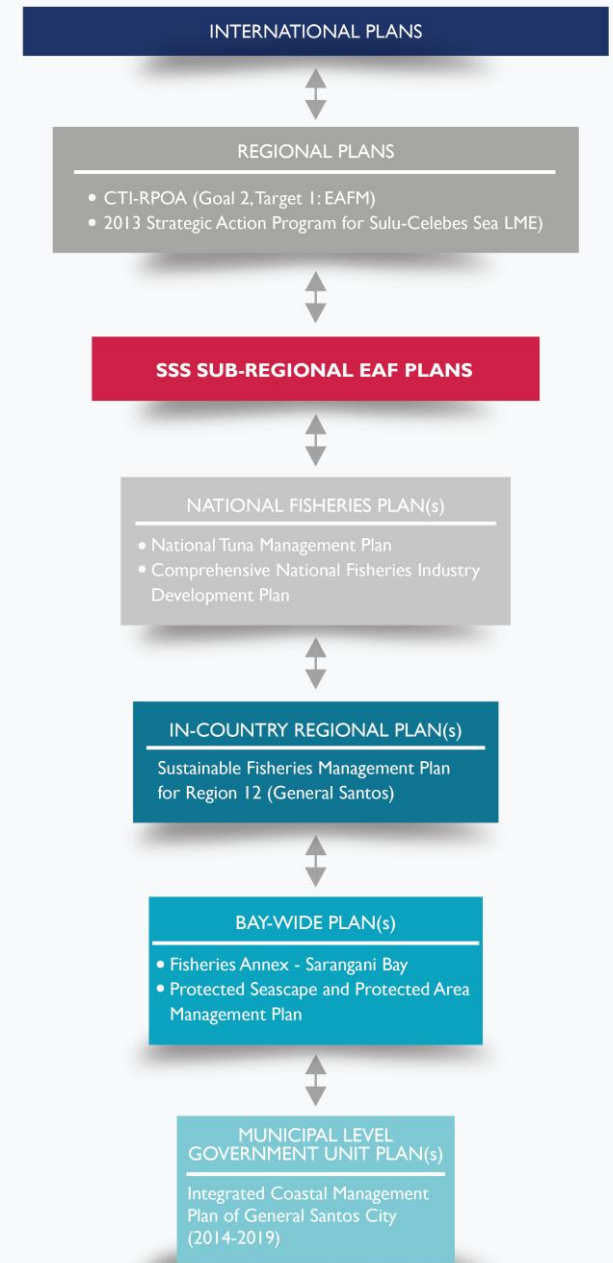 INTERNATIONAL PLANS
REGIONAL PLANS
• CTI-RPOA (Goal 2, Target 1: EAFM)
• 2013 Strategic Action Program for Sulu-Celebes Sea LME)
SSS SUB-REGIONAL EAF PLANS
NATIONAL FISHERIES PLAN(s)
• National Tuna Management Plan
• Comprehensive National Fisheries Industry
Development Plan
IN-COUNTRY REGIONAL PLAN(s)
Sustainable Fisheries Management Plan
for Region 12 (General Santos)
BAY-WIDE PLAN(s)
• Fisheries Annex - Sarangani Bay
• Protected Seascape and Protected Area
Management Plan
MUNICIPAL LEVEL
GOVERNMENT UNIT PLAN(s)
Integrated Coastal Management
Plan of General Santos City
(2014-2019)